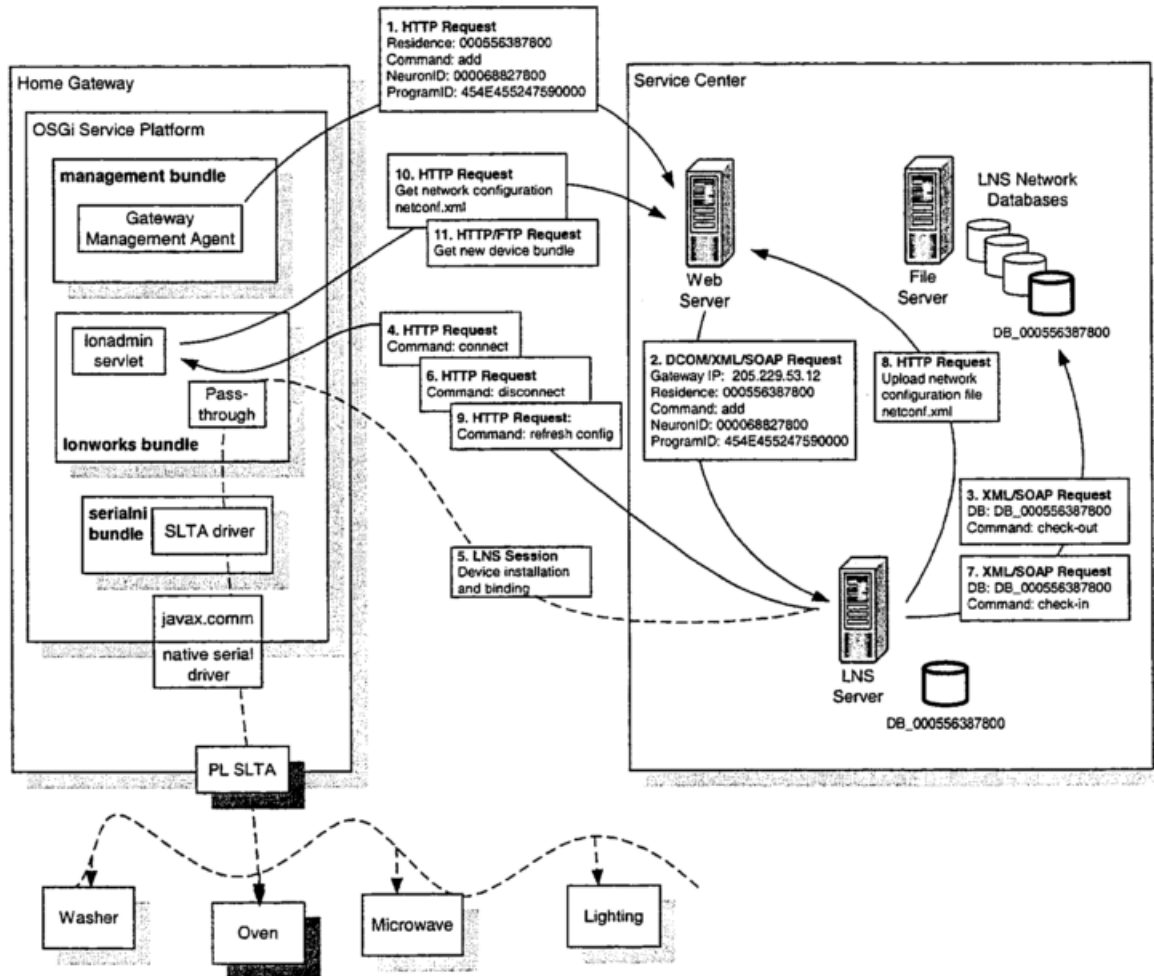 1. HTTP Request
Residence: 000556387800
Command: add
NeuronID: 000068827800
ProgramID: 454E455247590000
Home Gateway
OSGi Service Platform
management bundle
Gateway
Management Agent
10. HTTP Request
Get network configuration
netconf.xml
11. HTTP/FTP Request
Get new device bundle
lonadmin
servlet
Pass-
through
lonworks bundle
4. HTTP Request
Command: connect
6. HTTP Request
Command: disconnect
9. HTTP Request:
Command: refresh config
serialni
bundle
SLTA driver
5. LNS Session
Device installation
and binding
javax.comm
native serial
driver
PL SLTA
Washer
Oven
Microwave
Lighting
Service Center
Web
Server
File
Server
LNS Network
Databases
DB_000556387800
2. DCOM/XML/SOAP Request
Gateway IP: 205.229.53.12
Residence: 000556387800
Command: add
NeuronID: 000068827800
ProgramID: 454E455247590000
8. HTTP Request
Upload network
configuration file
netconf.xml
3. XML/SOAP Request
DB: DB_000556387800
Command: check-out
7. XML/SOAP Request
DB: DB_000556387800
Command: check-in
LNS
Server
DB_000556387800